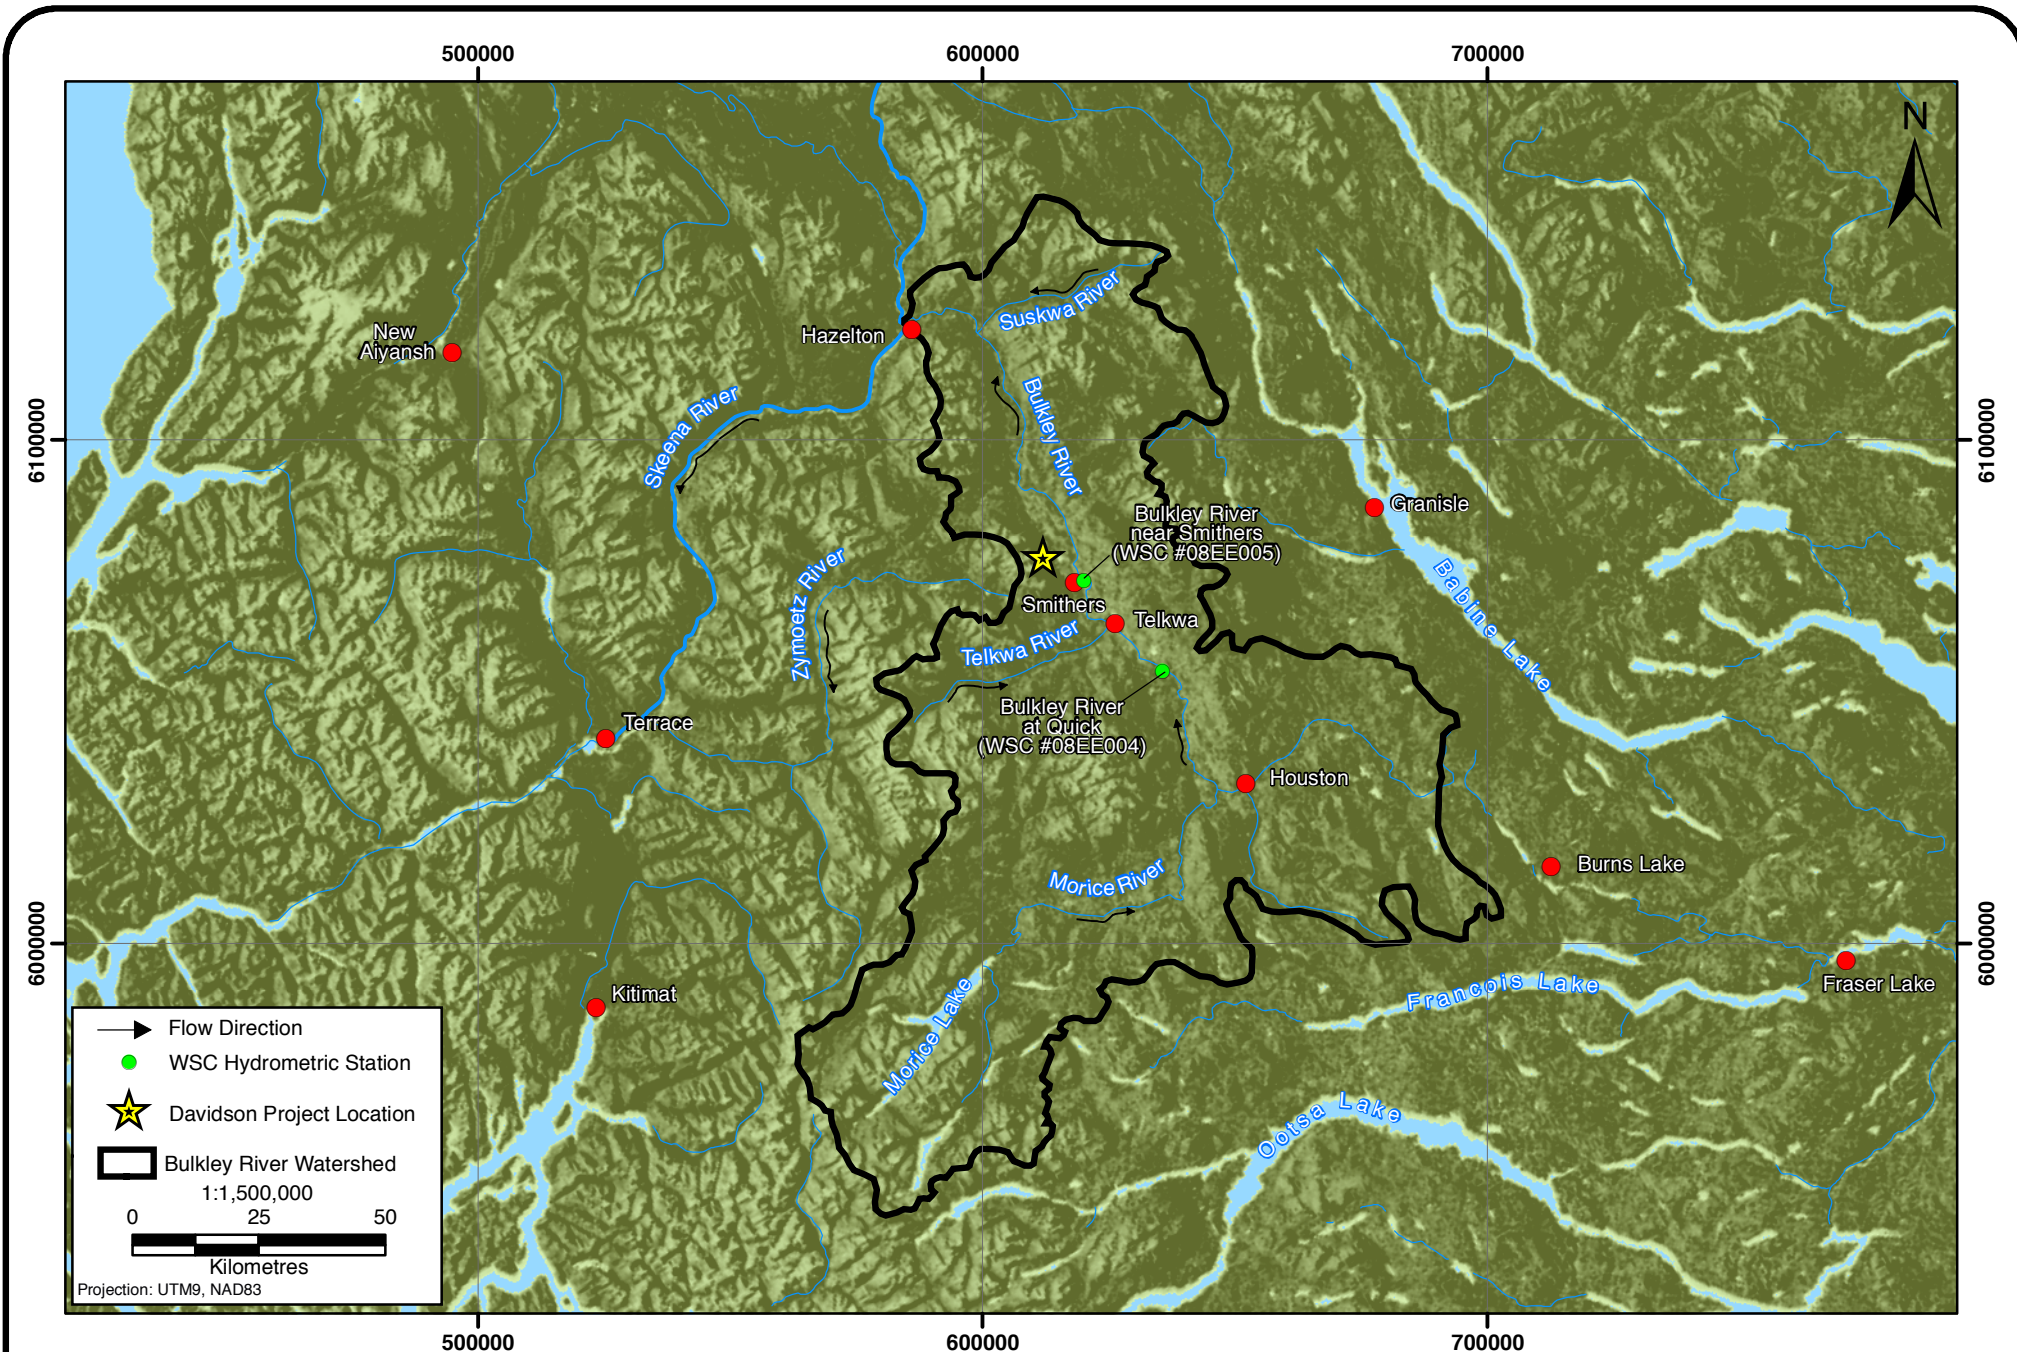 500000
600000
700000
N
Suskwa River
Hazelton
New
Aiyansh
Skeena River
Bulkley River
6100000
6100000
Granisle
Bulkley River
near Smithers
(WSC #08EE005)
Zymoetz River
Babine Lake
Smithers
Telkwa
Telkwa River
Bulkley River
at Quick
(WSC #08EE004)
Terrace
Houston
Burns Lake
Morice River
6000000
6000000
Fraser Lake
Francois Lake
Kitimat
Morice Lake
Ootsa Lake
Flow Direction
WSC Hydrometric Station
Davidson Project Location
Bulkley River Watershed
1:1,500,000
0 25 50
Kilometres
Projection: UTM9, NAD83
500000
600000
700000